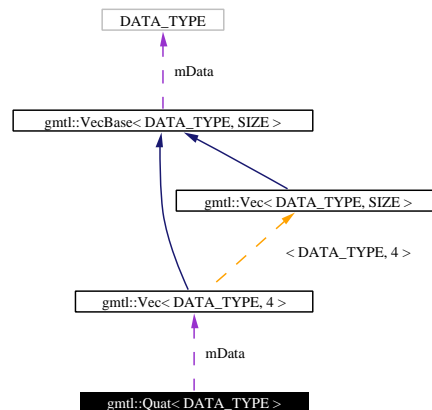 DATA_TYPE
mData
gmtl::VecBase< DATA_TYPE, SIZE >
gmtl::Vec< DATA_TYPE, SIZE >
< DATA_TYPE, 4 >
gmtl::Vec< DATA_TYPE, 4 >
mData
gmtl::Quat< DATA_TYPE >